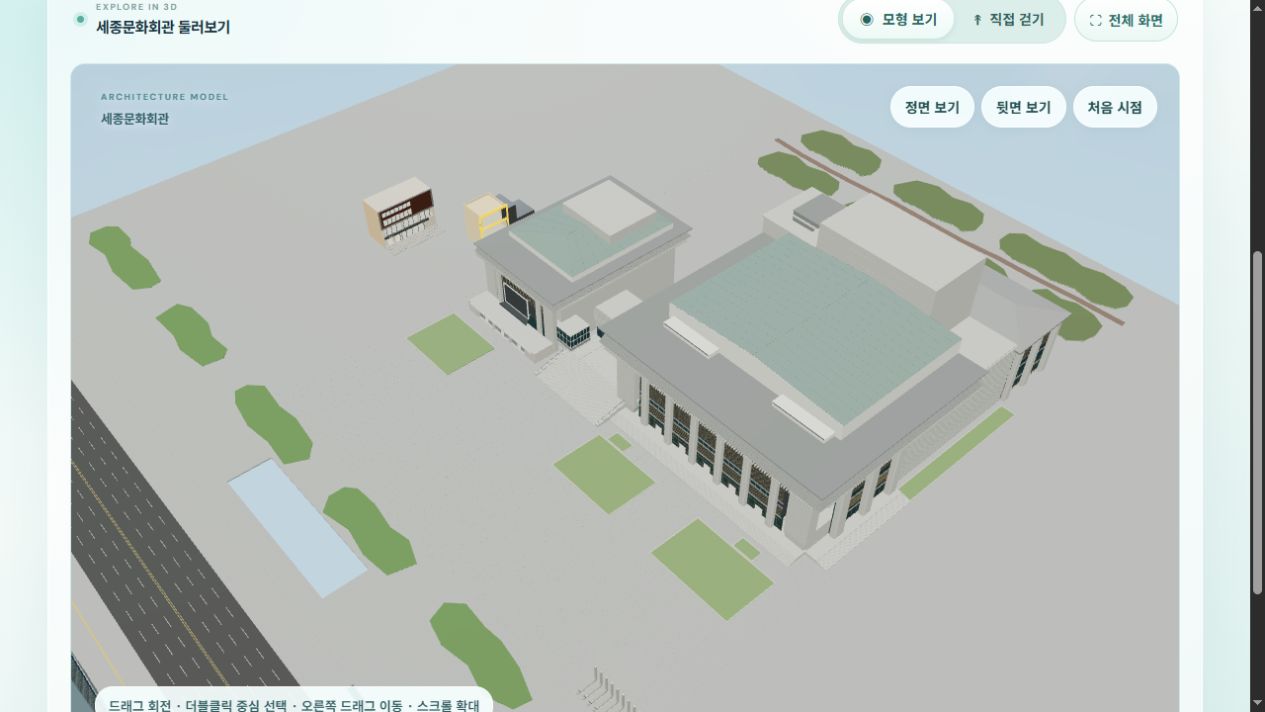 EXPLORE IN 3D
세종문화회관 둘러보기
모형 보기
직접 걷기
전체 화면
ARCHITECTURE MODEL
세종문화회관
정면 보기
뒷면 보기
처음 시점
드래그 회전 · 더블클릭 중심 선택 · 오른쪽 드래그 이동 · 스크롤 확대